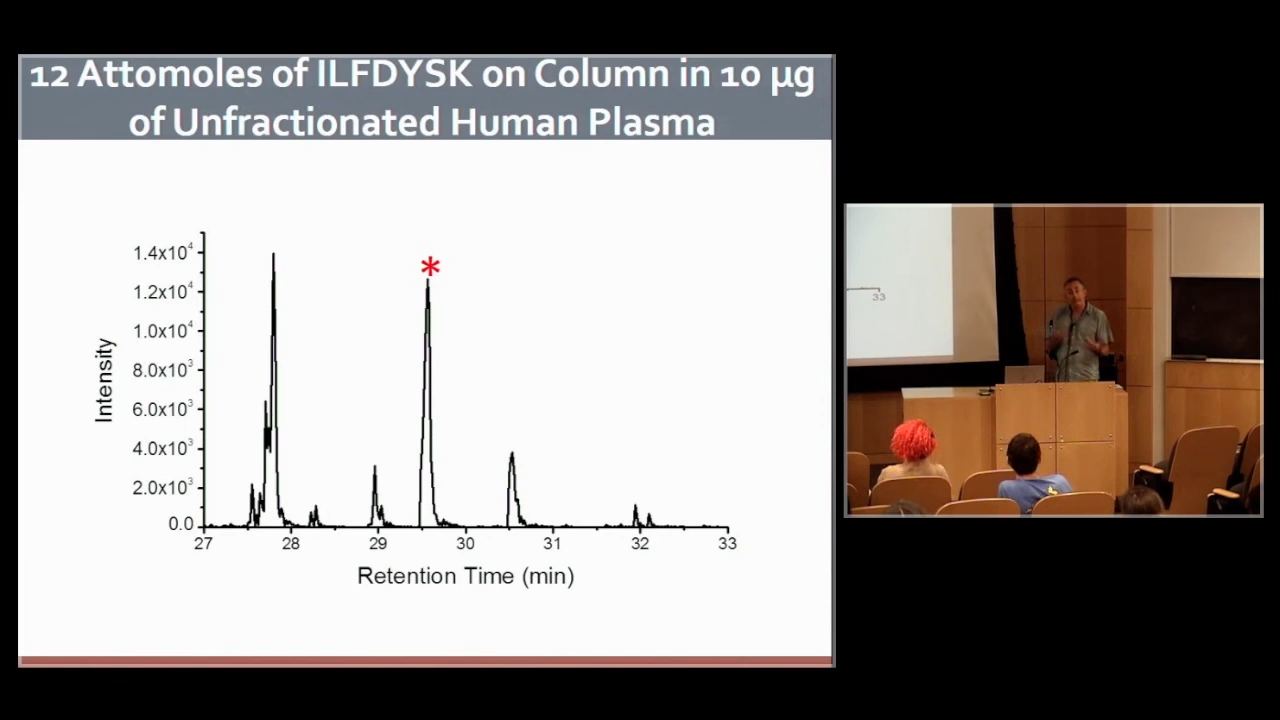 12 Attomoles of ILFDYSK on Column in 10 µg
of Unfractionated Human Plasma
Intensity
1.4x10⁴
1.2x10⁴
1.0x10⁴
8.0x10³
6.0x10³
4.0x10³
2.0x10³
0.0
*
27 28 29 30 31 32 33
Retention Time (min)
33